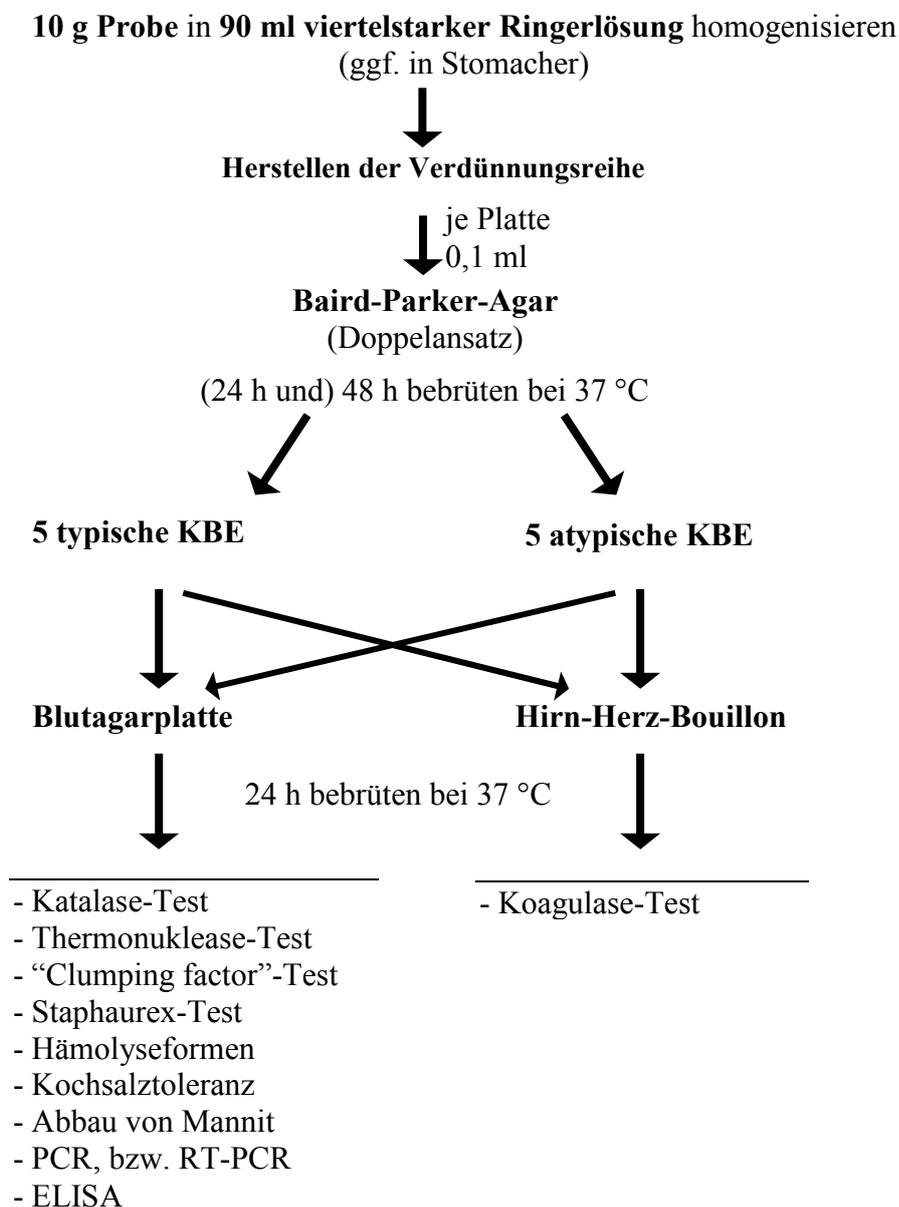 10 g Probe in 90 ml viertelstarker Ringerlösung homogenisieren
(ggf. in Stomacher)
Herstellen der Verdünnungsreihe
je Platte
0,1 ml
Baird-Parker-Agar
(Doppelansatz)
(24 h und) 48 h bebrüten bei 37 °C
5 typische KBE
5 atypische KBE
Blutagarplatte
Hirn-Herz-Bouillon
24 h bebrüten bei 37 °C
- Katalase-Test
- Thermonuklease-Test
- “Clumping factor”-Test
- Staphaurex-Test
- Hämolyseformen
- Kochsalztoleranz
- Abbau von Mannit
- PCR, bzw. RT-PCR
- ELISA
- Koagulase-Test